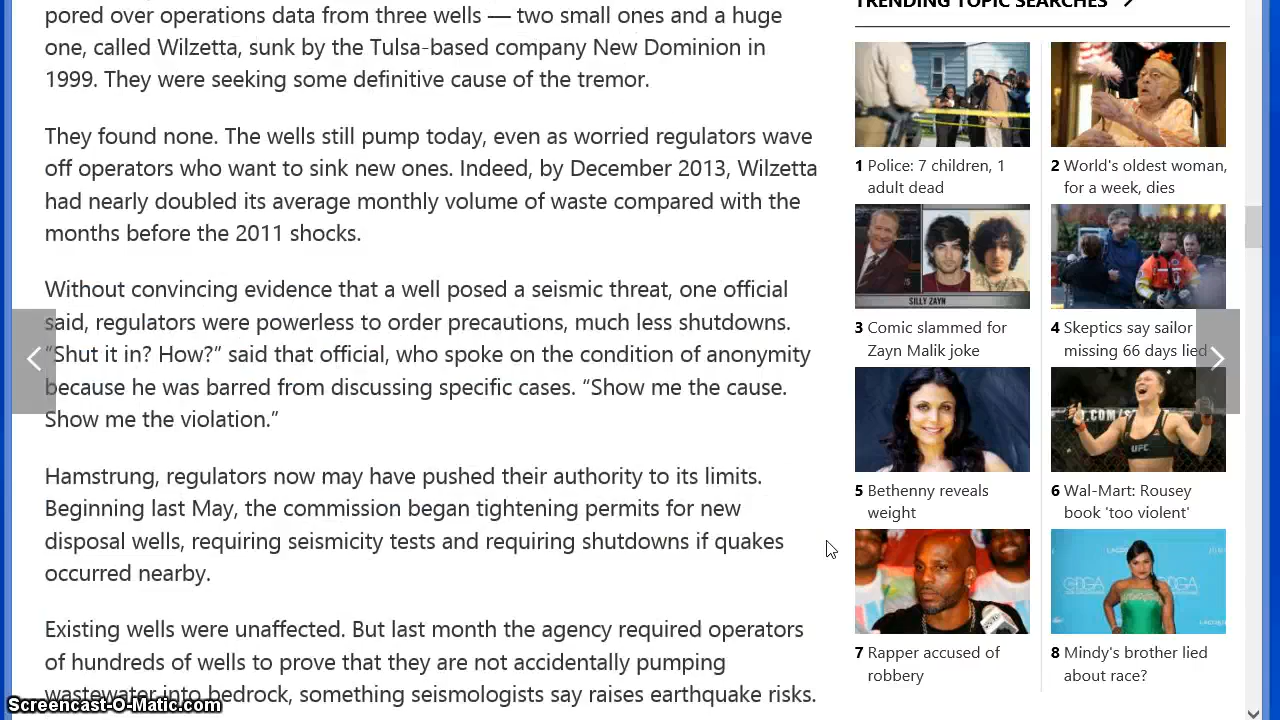 pored over operations data from three wells — two small ones and a huge
one, called Wilzetta, sunk by the Tulsa-based company New Dominion in
1999. They were seeking some definitive cause of the tremor.
They found none. The wells still pump today, even as worried regulators wave
off operators who want to sink new ones. Indeed, by December 2013, Wilzetta
had nearly doubled its average monthly volume of waste compared with the
months before the 2011 shocks.
Without convincing evidence that a well posed a seismic threat, one official
said, regulators were powerless to order precautions, much less shutdowns.
“Shut it in? How?” said that official, who spoke on the condition of anonymity
because he was barred from discussing specific cases. “Show me the cause.
Show me the violation.”
Hamstrung, regulators now may have pushed their authority to its limits.
Beginning last May, the commission began tightening permits for new
disposal wells, requiring seismicity tests and requiring shutdowns if quakes
occurred nearby.
Existing wells were unaffected. But last month the agency required operators
of hundreds of wells to prove that they are not accidentally pumping
wastewater into bedrock, something seismologists say raises earthquake risks.
Screencast-O-Matic.com
TRENDING TOPIC SEARCHES
1 Police: 7 children, 1
adult dead
2 World's oldest woman,
for a week, dies
SILLY ZAYN
3 Comic slammed for
Zayn Malik joke
4 Skeptics say sailor
missing 66 days lied
UFC
5 Bethenny reveals
weight
6 Wal-Mart: Rousey
book 'too violent'
7 Rapper accused of
robbery
8 Mindy's brother lied
about race?